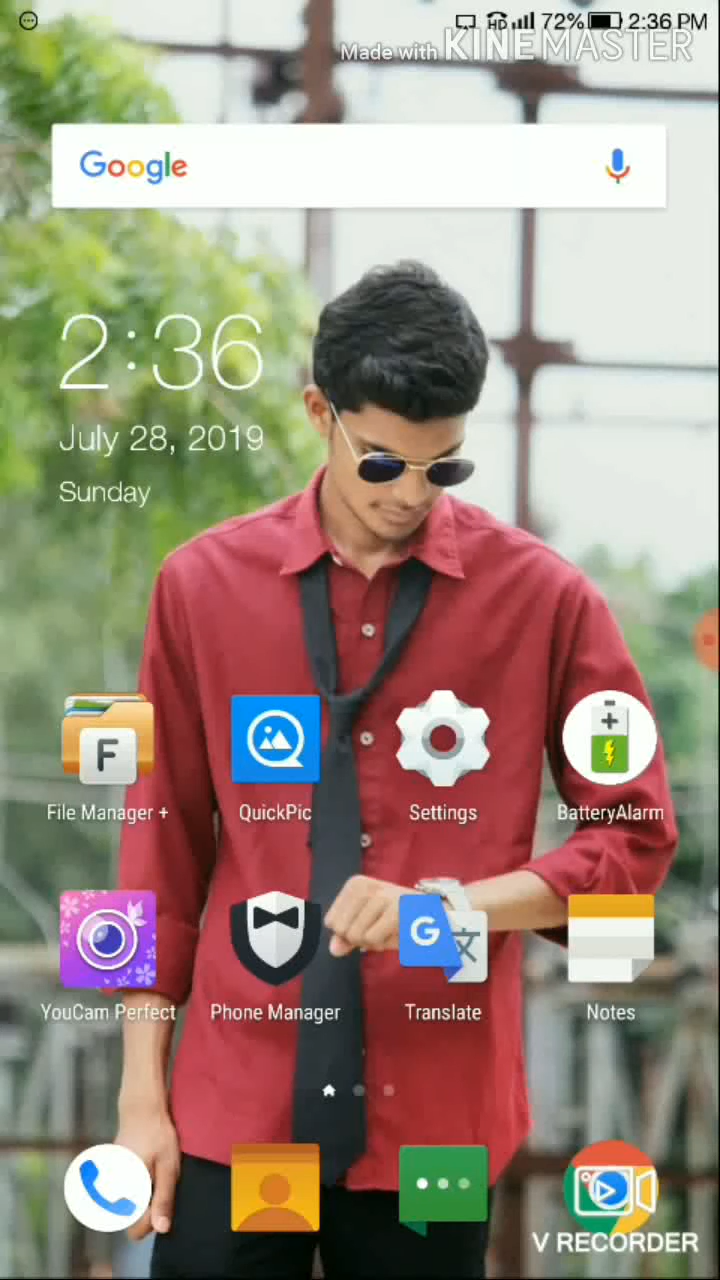 72% 2:36 PM
Made with KINEMASTER
Google
2:36
July 28, 2019
Sunday
F
File Manager +
QuickPic
Settings
BatteryAlarm
G 文
YouCam Perfect
Phone Manager
Translate
Notes
V RECORDER